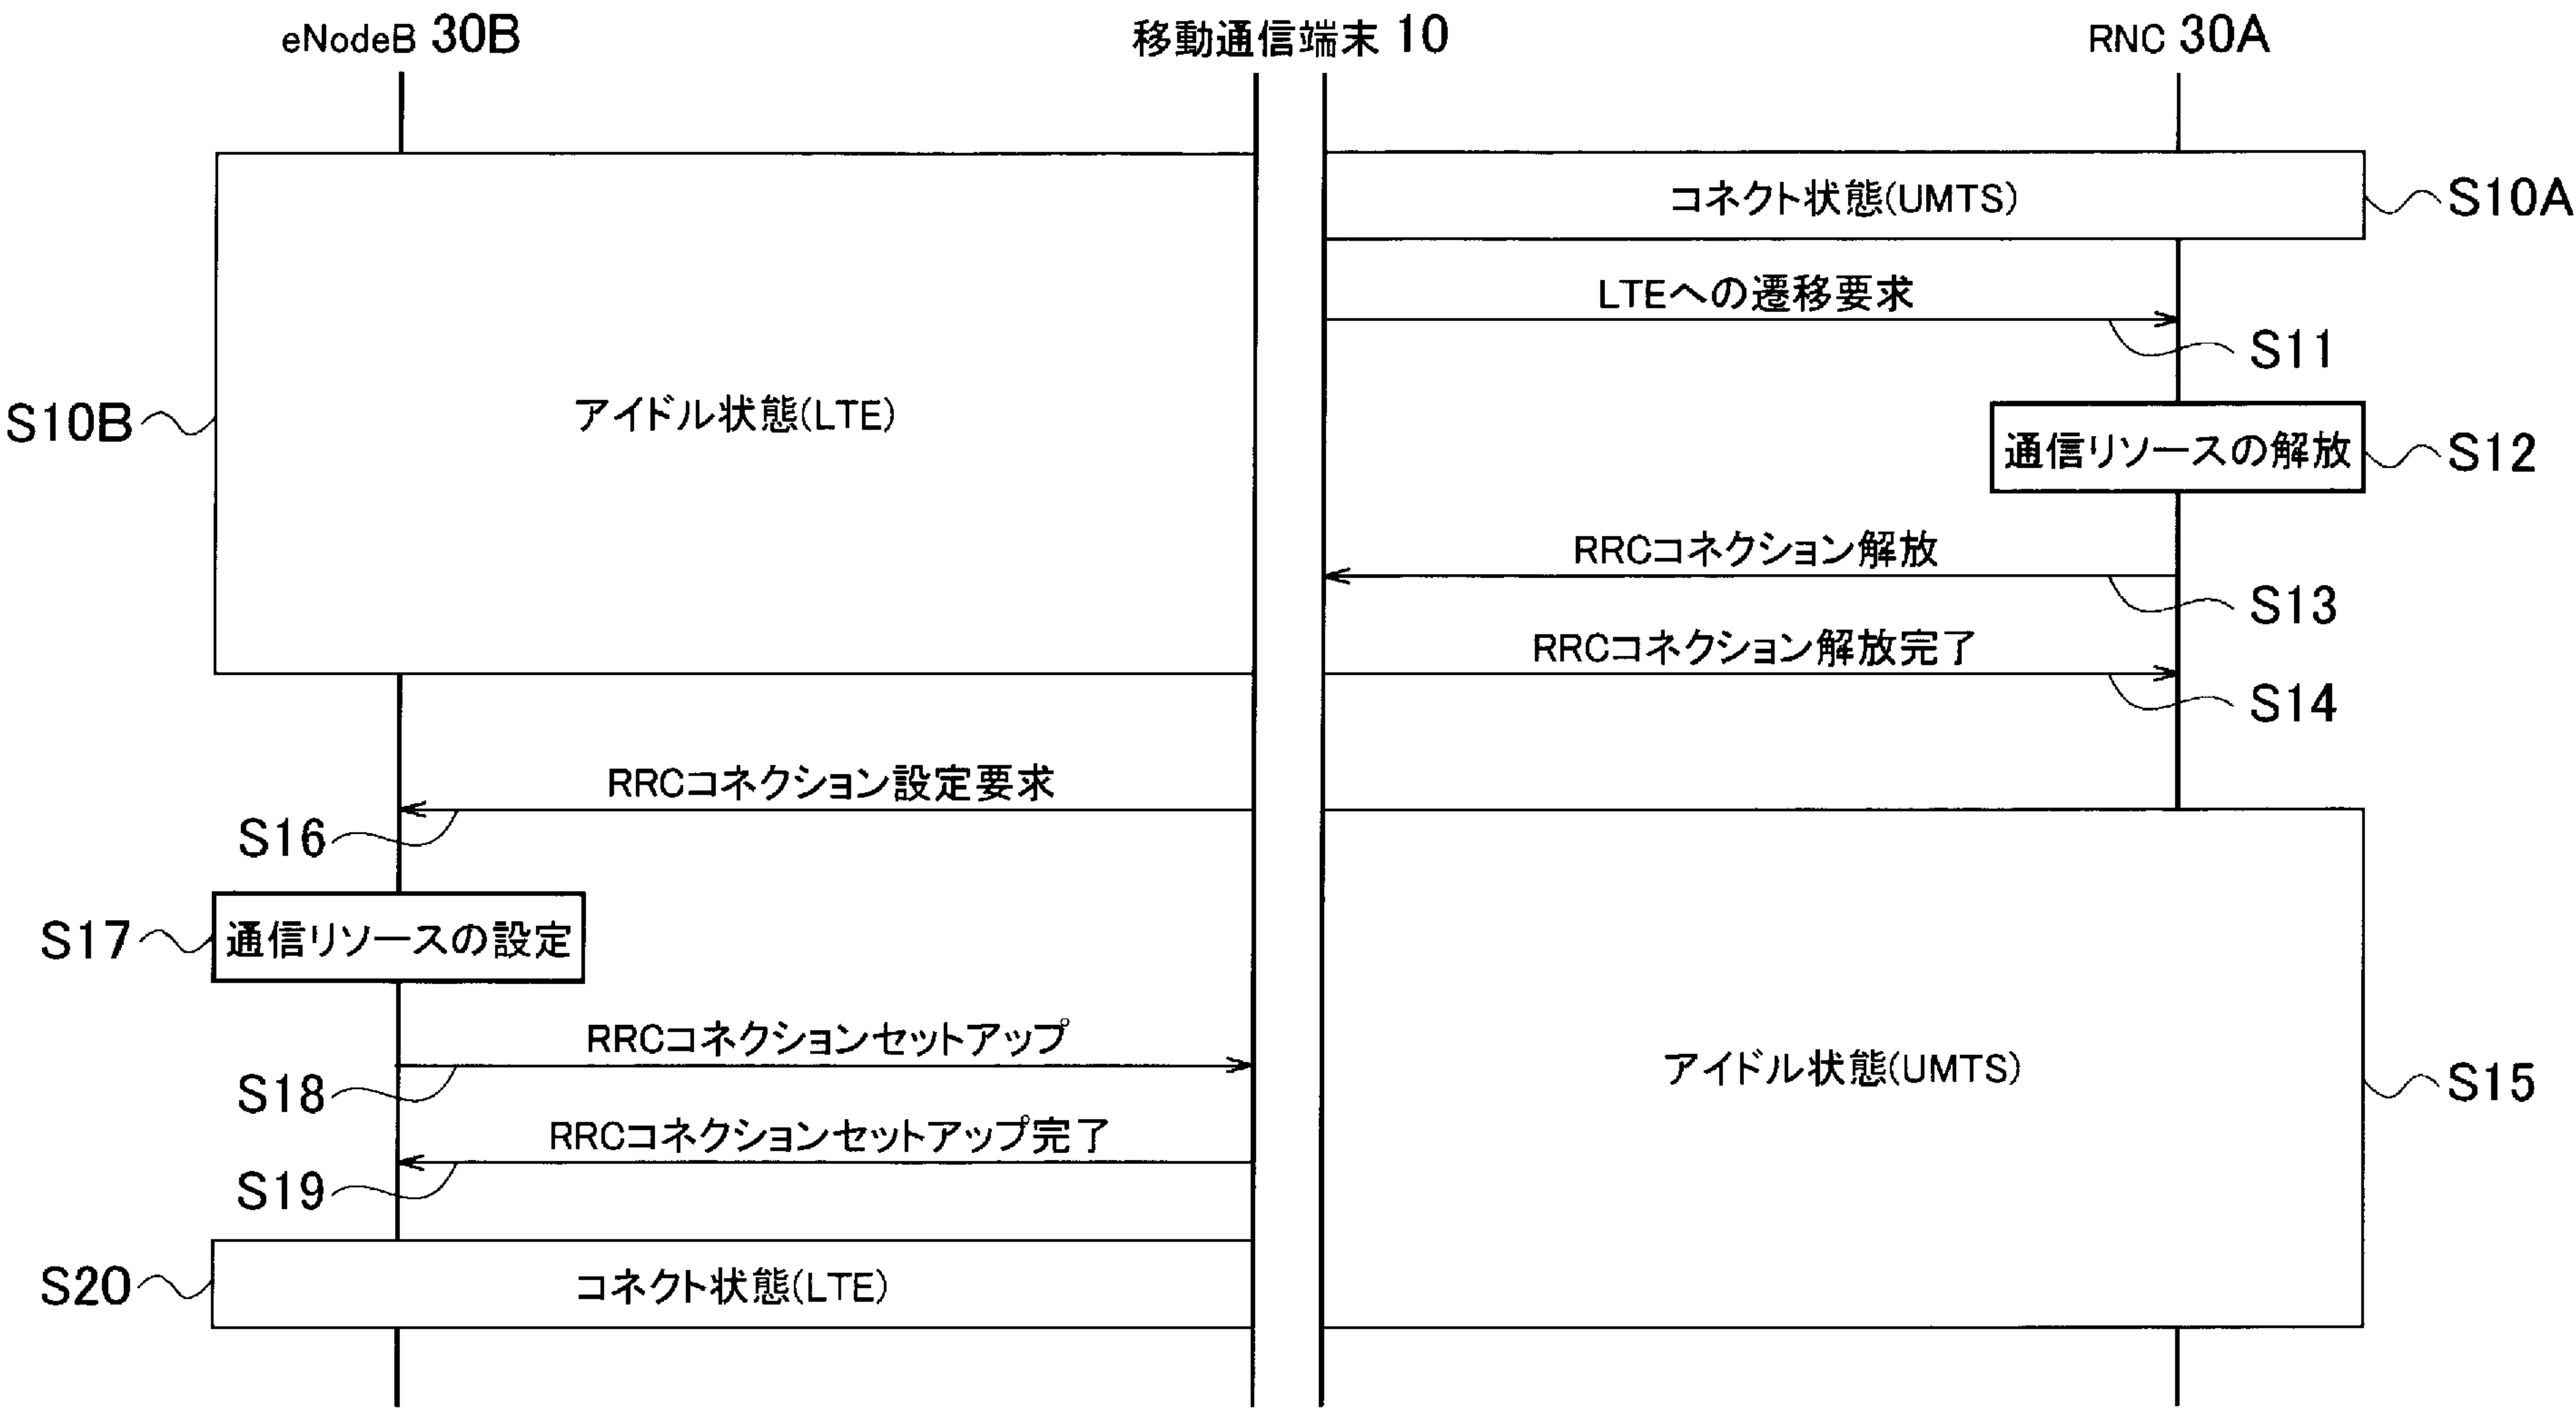 eNodeB 30B
移動通信端末 10
RNC 30A
コネクト状態(UMTS)
S10A
LTEへの遷移要求
S11
アイドル状態(LTE)
S10B
通信リソースの解放
S12
RRCコネクション解放
S13
RRCコネクション解放完了
S14
RRCコネクション設定要求
S16
通信リソースの設定
S17
RRCコネクションセットアップ
S18
アイドル状態(UMTS)
S15
RRCコネクションセットアップ完了
S19
コネクト状態(LTE)
S20